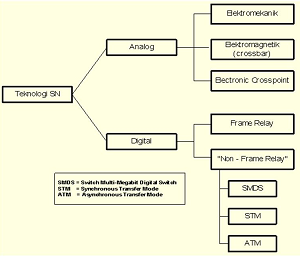 Teknologi SN
Analog
Elektromekanik
Elektromagnetik
(crossbar)
Electronic Crosspoint
Digital
Frame Relay
"Non - Frame Relay"
SMDS
STM
ATM
SMDS = Switch Multi-Megabit Digital Switch
STM = Synchronous Transfer Mode
ATM = Asynchronous Transfer Mode